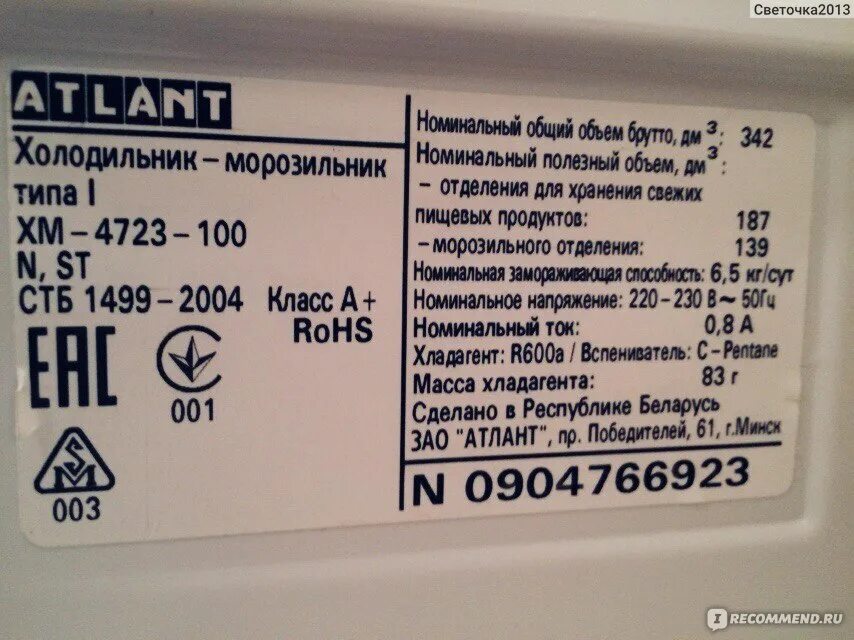 Светочка2013
ATLANT
Холодильник – морозильник
типа I
ХМ – 4723 – 100
N, ST
СТБ 1499 – 2004 Класс А+
RoHS
EAC
001
003
Номинальный общий объем брутто, дм³: 342
Номинальный полезный объем, дм³:
– отделения для хранения свежих
пищевых продуктов: 187
– морозильного отделения: 139
Номинальная замораживающая способность: 6,5 кг/сут
Номинальное напряжение: 220 – 230 В ~ 50Гц
Номинальный ток: 0,8 А
Хладагент: R600a / Вспениватель: C – Pentane
Масса хладагента: 83 г
Сделано в Республике Беларусь
ЗАО "АТЛАНТ", пр. Победителей, 61, г.Минск
N 0904766923
I RECOMMEND.RU